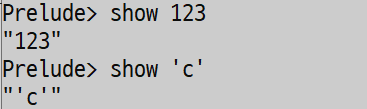 Prelude> show 123
"123"
Prelude> show 'c'
"'c'"